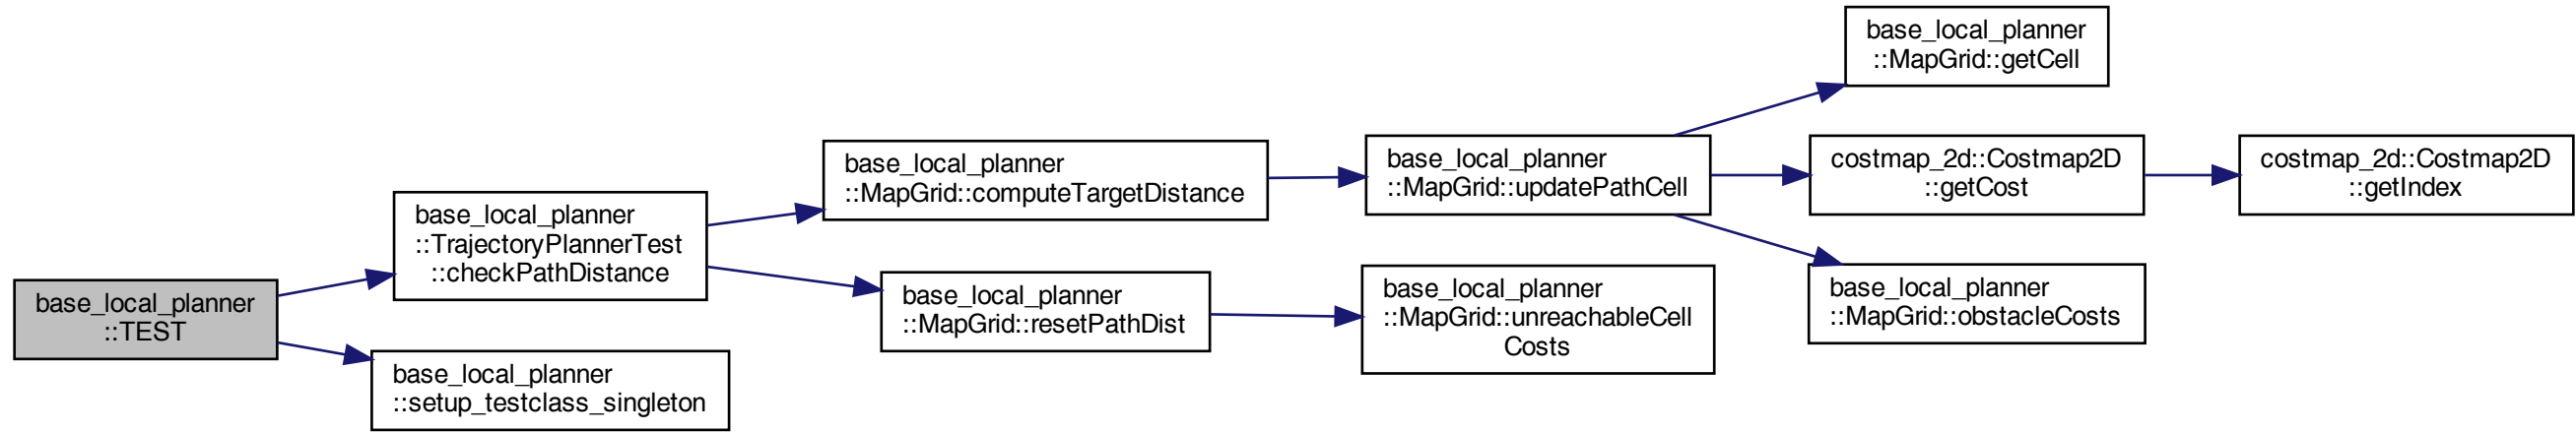 base_local_planner
::TEST
base_local_planner
::TrajectoryPlannerTest
::checkPathDistance
base_local_planner
::setup_testclass_singleton
base_local_planner
::MapGrid::computeTargetDistance
base_local_planner
::MapGrid::resetPathDist
base_local_planner
::MapGrid::updatePathCell
base_local_planner
::MapGrid::unreachableCell
Costs
base_local_planner
::MapGrid::getCell
costmap_2d::Costmap2D
::getCost
base_local_planner
::MapGrid::obstacleCosts
costmap_2d::Costmap2D
::getIndex